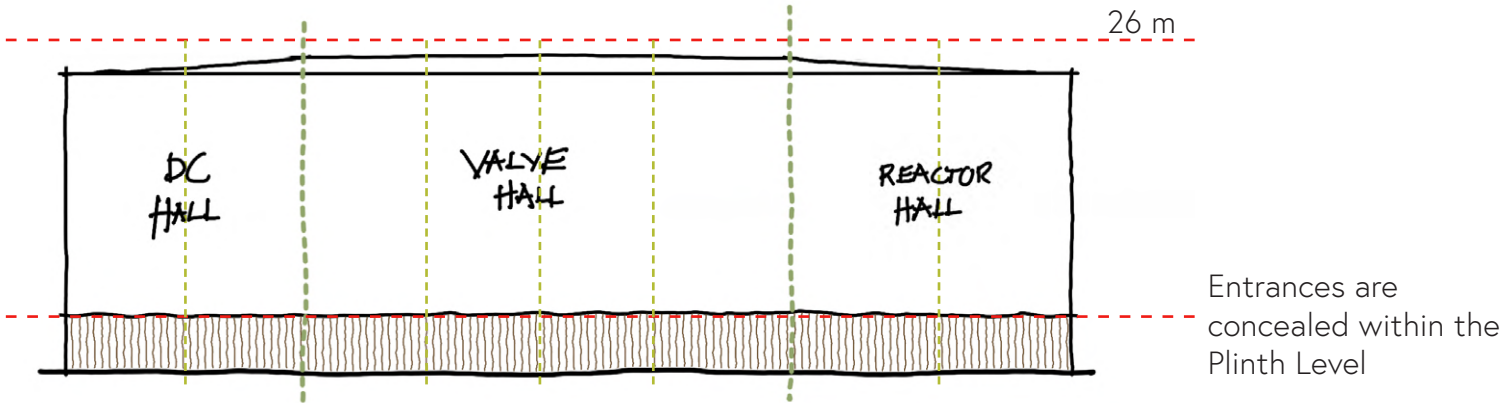 26 m
DC
HALL
VALVE
HALL
REACTOR
HALL
Entrances are
concealed within the
Plinth Level